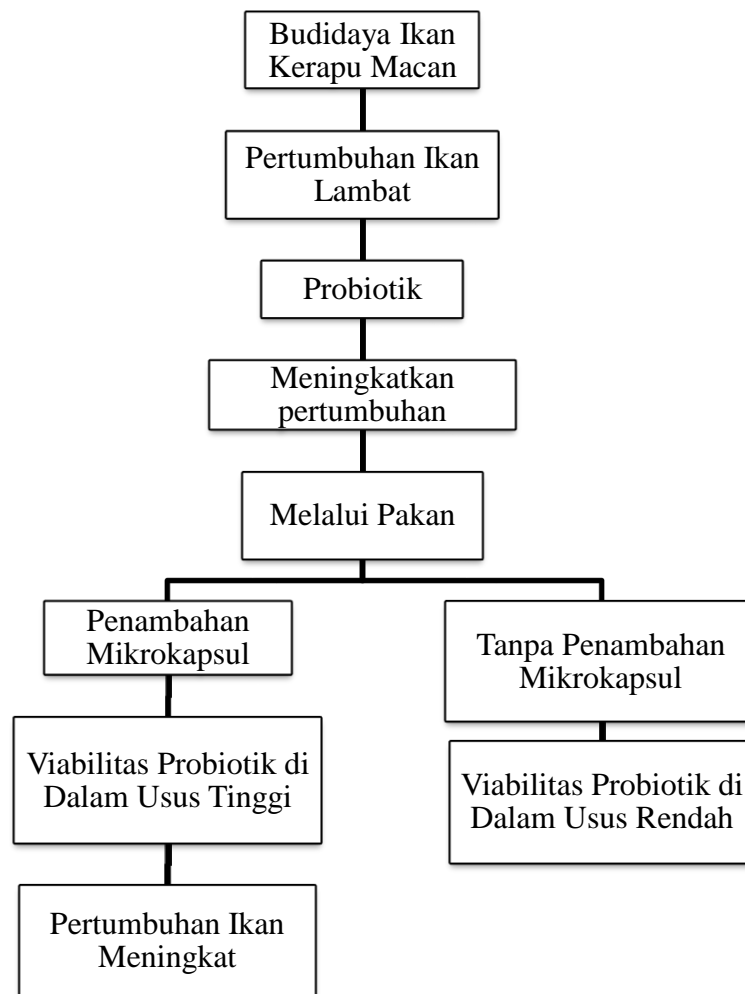 Budidaya Ikan
Kerapu Macan
Pertumbuhan Ikan
Lambat
Probiotik
Meningkatkan
pertumbuhan
Melalui Pakan
Penambahan
Mikrokapsul
Tanpa Penambahan
Mikrokapsul
Viabilitas Probiotik di
Dalam Usus Tinggi
Viabilitas Probiotik di
Dalam Usus Rendah
Pertumbuhan Ikan
Meningkat